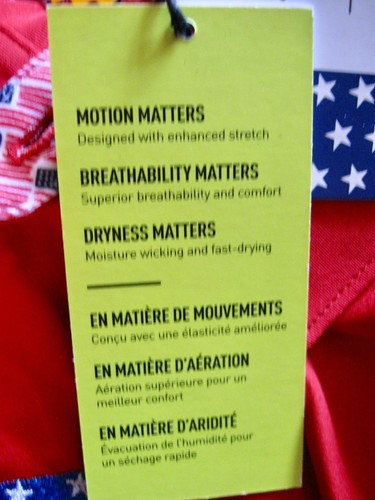 MOTION MATTERS
Designed with enhanced stretch
BREATHABILITY MATTERS
Superior breathability and comfort
DRYNESS MATTERS
Moisture wicking and fast-drying
EN MATIÈRE DE MOUVEMENTS
Conçu avec une élasticité améliorée
EN MATIÈRE D'AÉRATION
Aération supérieure pour un
meilleur confort
EN MATIÈRE D'ARIDITÉ
Évacuation de l'humidité pour
un séchage rapide